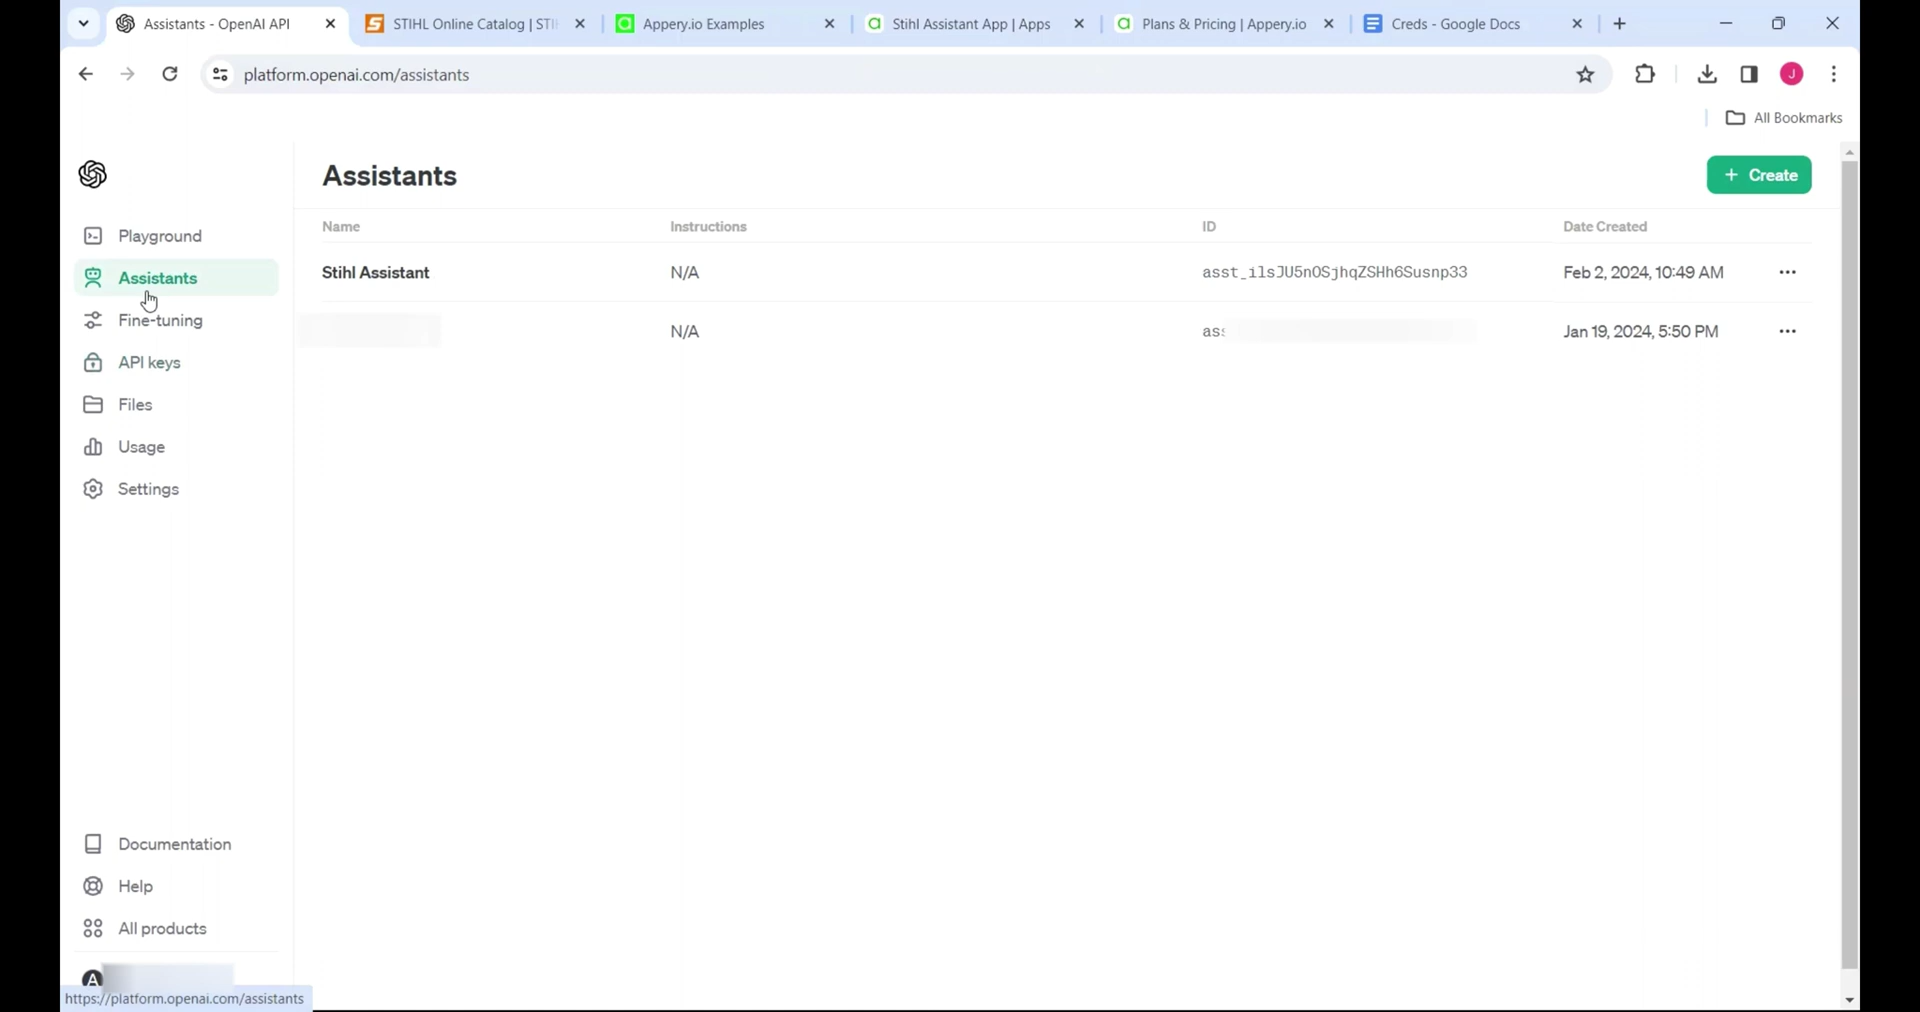 Assistants - OpenAI API
STIHL Online Catalog | STI
Appery.io Examples
Stihl Assistant App | Apps
Plans & Pricing | Appery.io
Creds - Google Docs
platform.openai.com/assistants
J
All Bookmarks
Assistants
+ Create
Playground
Assistants
Fine-tuning
API keys
Files
Usage
Settings
Name Instructions ID Date Created
Stihl Assistant N/A asst_ilsJU5nOSjhqZSHh6Susnp33 Feb 2, 2024, 10:49 AM
N/A ass Jan 19, 2024, 5:50 PM
Documentation
Help
All products
A
https://platform.openai.com/assistants